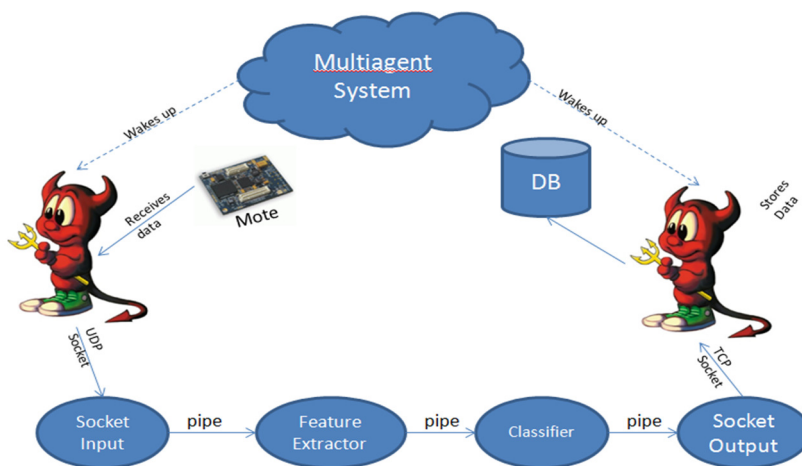 Multiagent
System
Wakes up
Wakes up
DB
Receives
data
Mote
Stores
Data
UDP
Socket
TCP
Socket
Socket
Input
pipe
Feature
Extractor
pipe
Classifier
pipe
Socket
Output